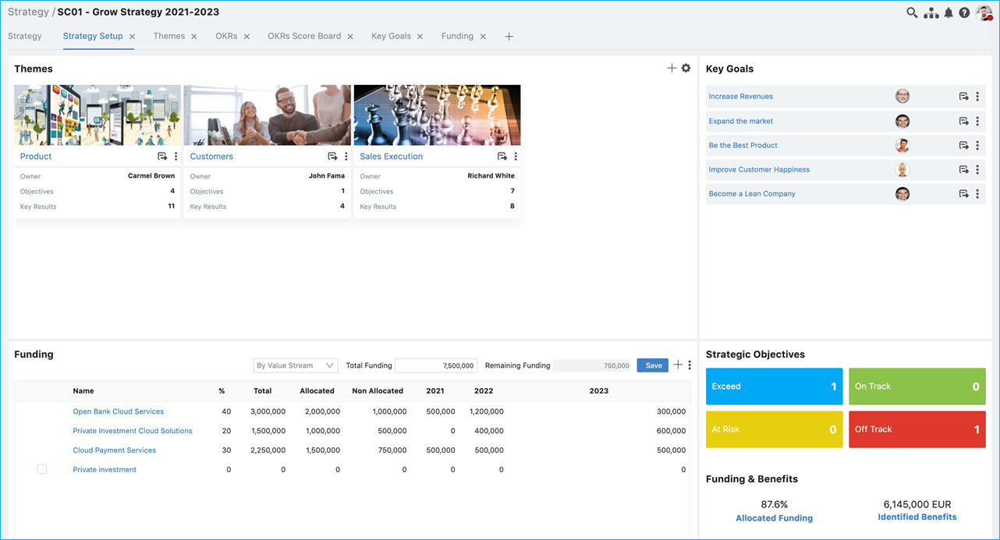 Strategy / SC01 - Grow Strategy 2021-2023
Strategy Strategy Setup Themes OKRs OKRs Score Board Key Goals Funding
Themes
Product
Owner Carmel Brown
Objectives 4
Key Results 11
Customers
Owner John Fama
Objectives 1
Key Results 4
Sales Execution
Owner Richard White
Objectives 7
Key Results 8
Key Goals
Increase Revenues
Expand the market
Be the Best Product
Improve Customer Happiness
Become a Lean Company
Funding
By Value Stream Total Funding 7,500,000 Remaining Funding 750,000 Save
Name % Total Allocated Non Allocated 2021 2022 2023
Open Bank Cloud Services 40 3,000,000 2,000,000 1,000,000 500,000 1,200,000 300,000
Private Investment Cloud Solutions 20 1,500,000 1,000,000 500,000 0 400,000 600,000
Cloud Payment Services 30 2,250,000 1,500,000 750,000 500,000 500,000 500,000
Private investment 0 0 0 0 0 0 0
Strategic Objectives
Exceed 1
On Track 0
At Risk 0
Off Track 1
Funding & Benefits
87.6% 6,145,000 EUR
Allocated Funding Identified Benefits